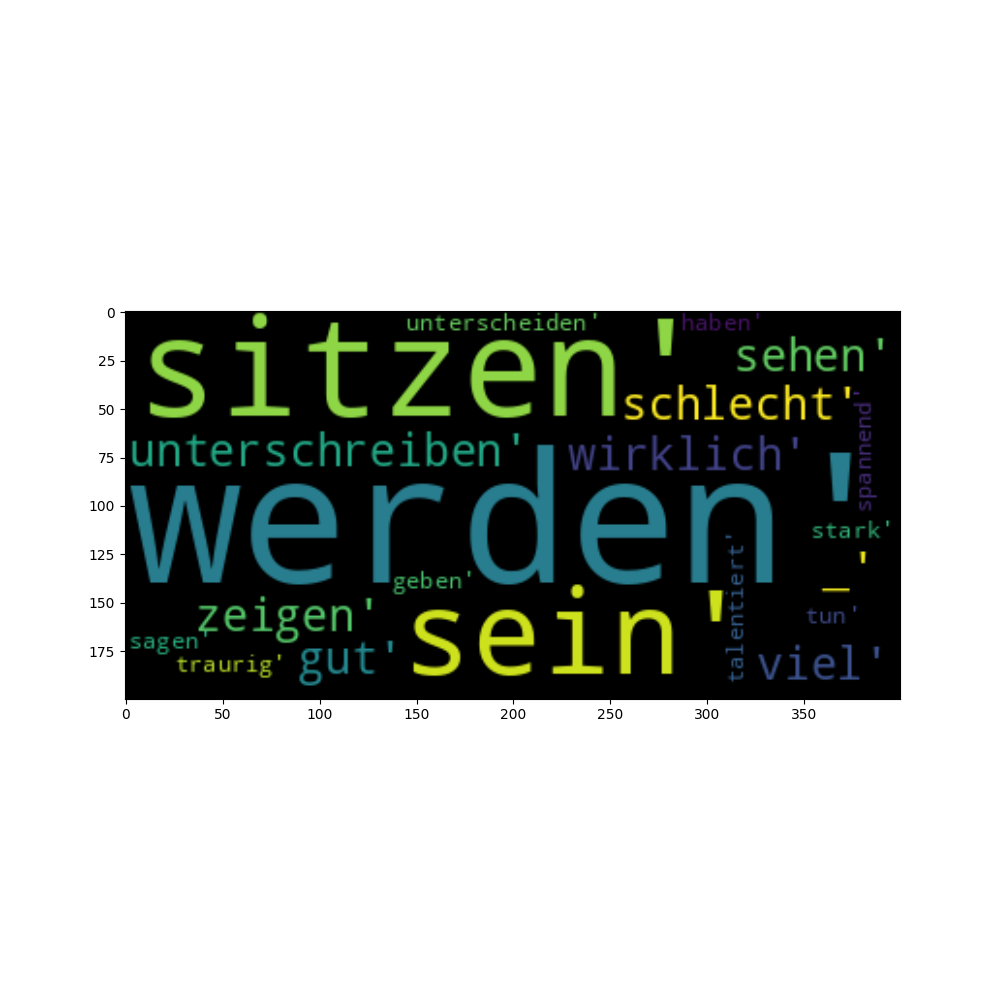 unterscheiden'
haben'
sitzen'
sehen'
schlecht'
spannend'
unterschreiben'
wirklich'
werden'
stark'
talentiert'
_'
geben'
zeigen'
sein'
tun'
sagen'
traurig'
gut'
viel'
0
25
50
75
100
125
150
175
0 50 100 150 200 250 300 350